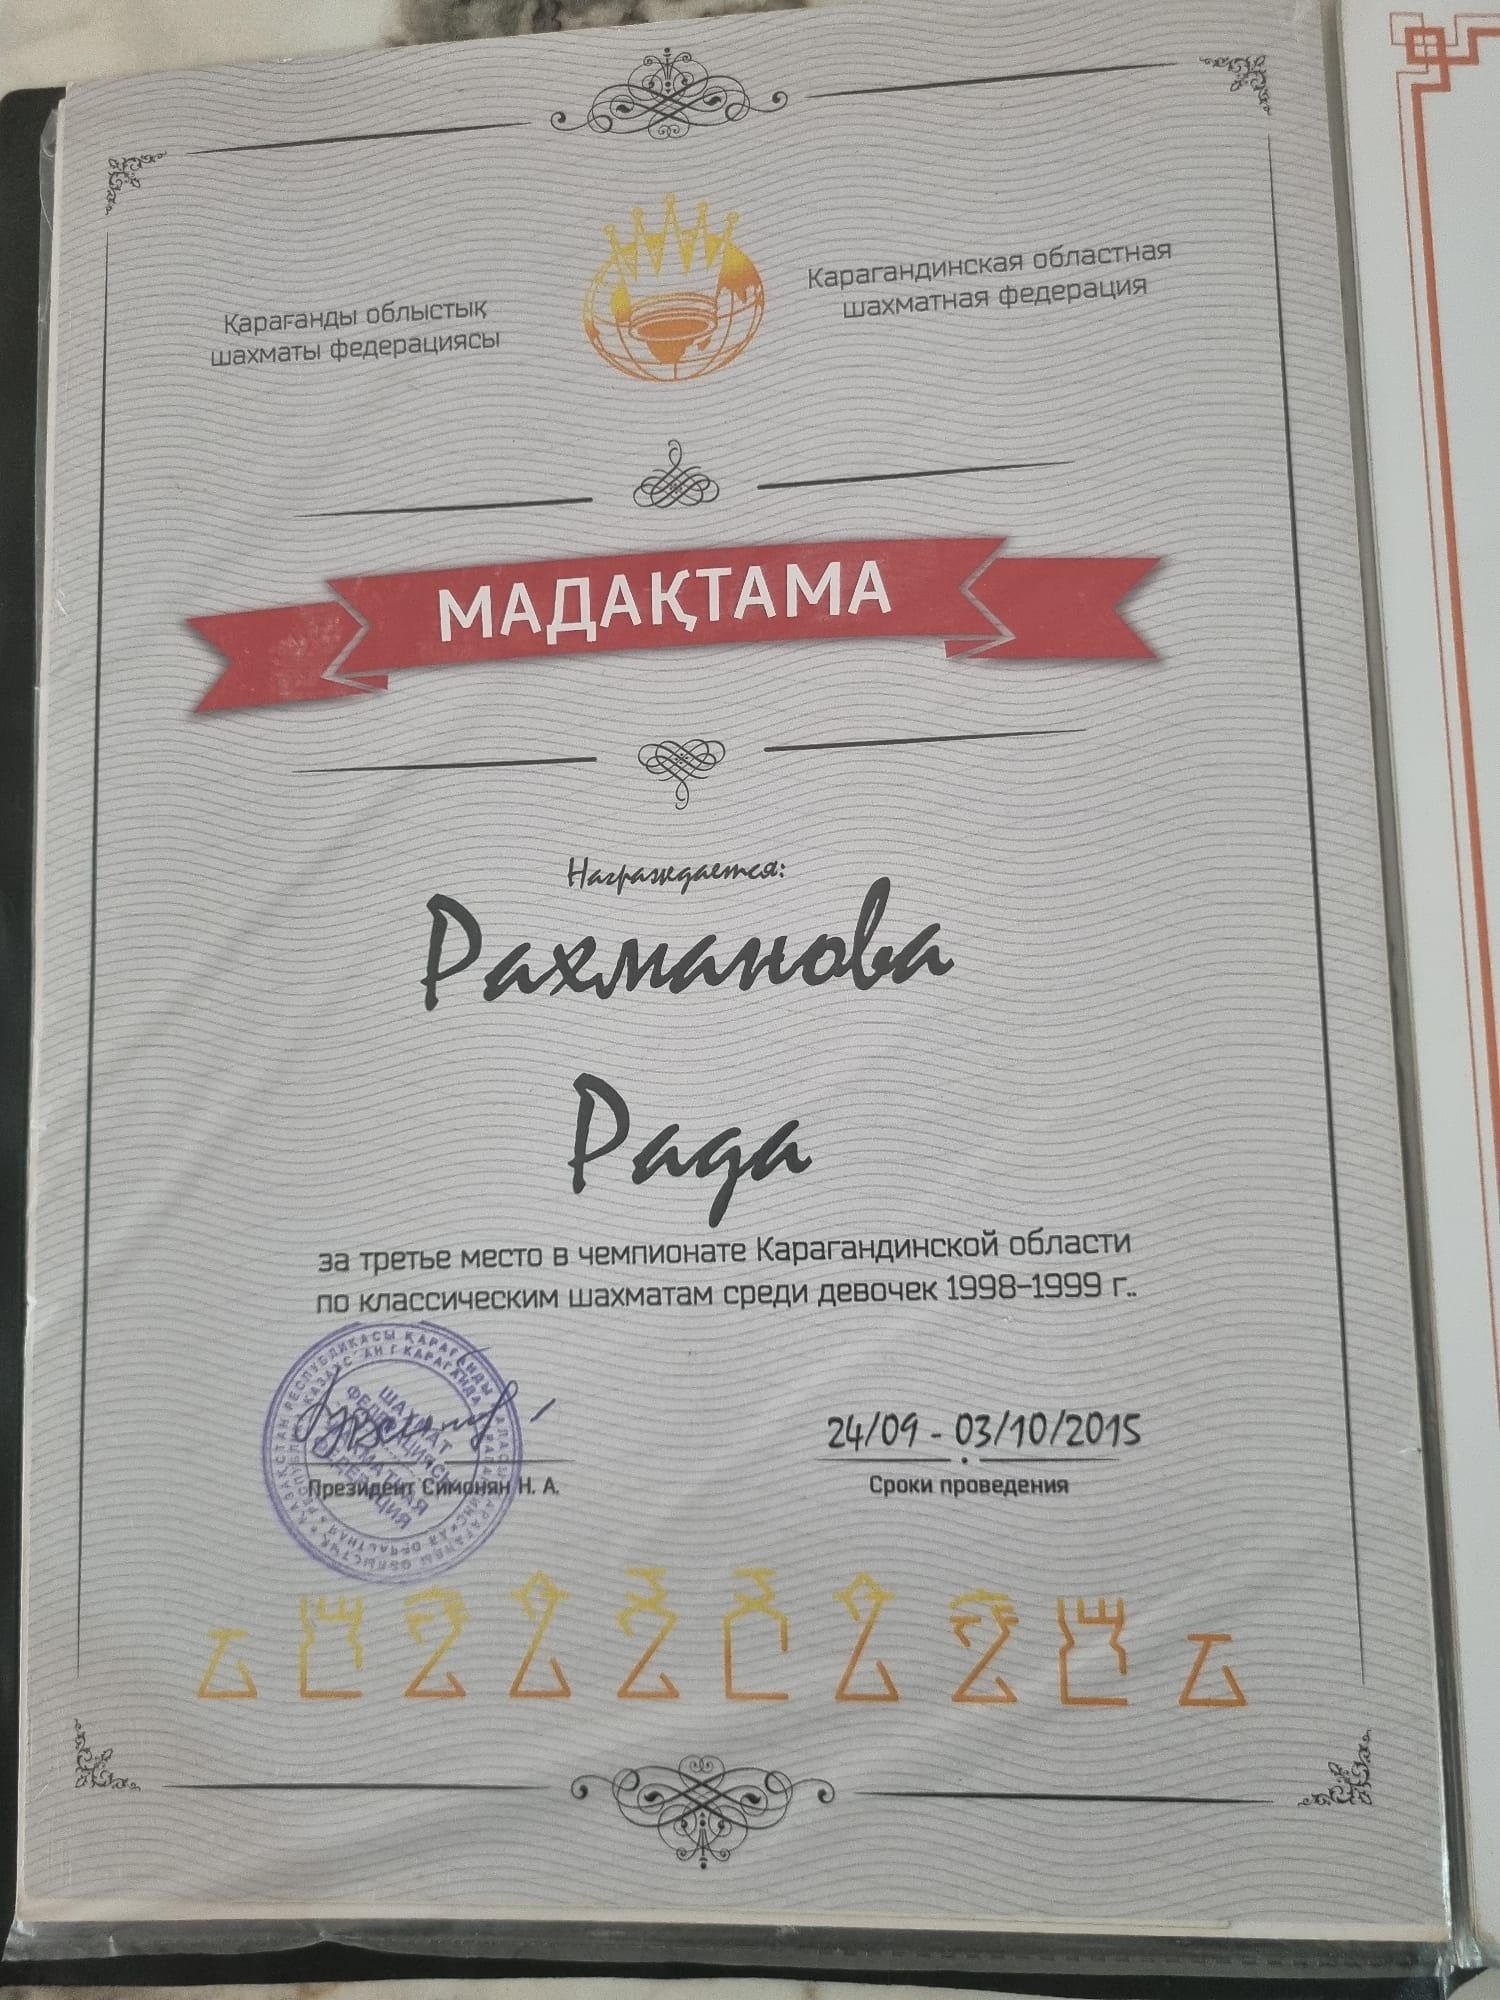 Қарағанды облыстық
шахматы федерациясы
Карагандинская областная
шахматная федерация
МАДАҚТАМА
Награждается:
Рахманова
Рада
за третье место в чемпионате Карагандинской области
по классическим шахматам среди девочек 1998-1999 г..
24/09 - 03/10/2015
Президент Симонян Н. А.
Сроки проведения